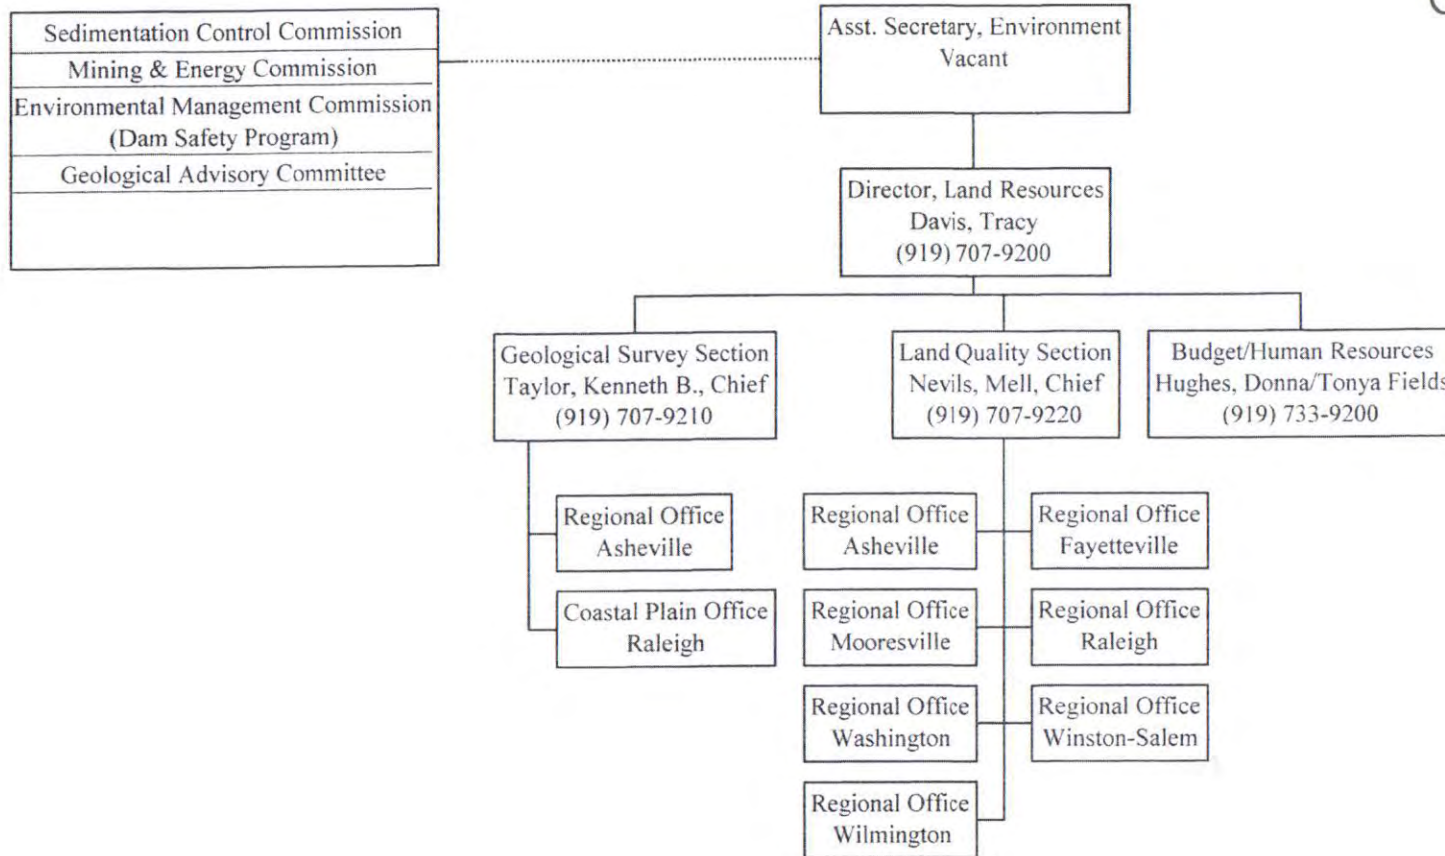 Sedimentation Control Commission
Mining & Energy Commission
Environmental Management Commission
(Dam Safety Program)
Geological Advisory Committee
Asst. Secretary, Environment
Vacant
Director, Land Resources
Davis, Tracy
(919) 707-9200
Geological Survey Section
Taylor, Kenneth B., Chief
(919) 707-9210
Land Quality Section
Nevils, Mell, Chief
(919) 707-9220
Budget/Human Resources
Hughes, Donna/Tonya Fields
(919) 733-9200
Regional Office
Asheville
Coastal Plain Office
Raleigh
Regional Office
Asheville
Regional Office
Fayetteville
Regional Office
Mooresville
Regional Office
Raleigh
Regional Office
Washington
Regional Office
Winston-Salem
Regional Office
Wilmington